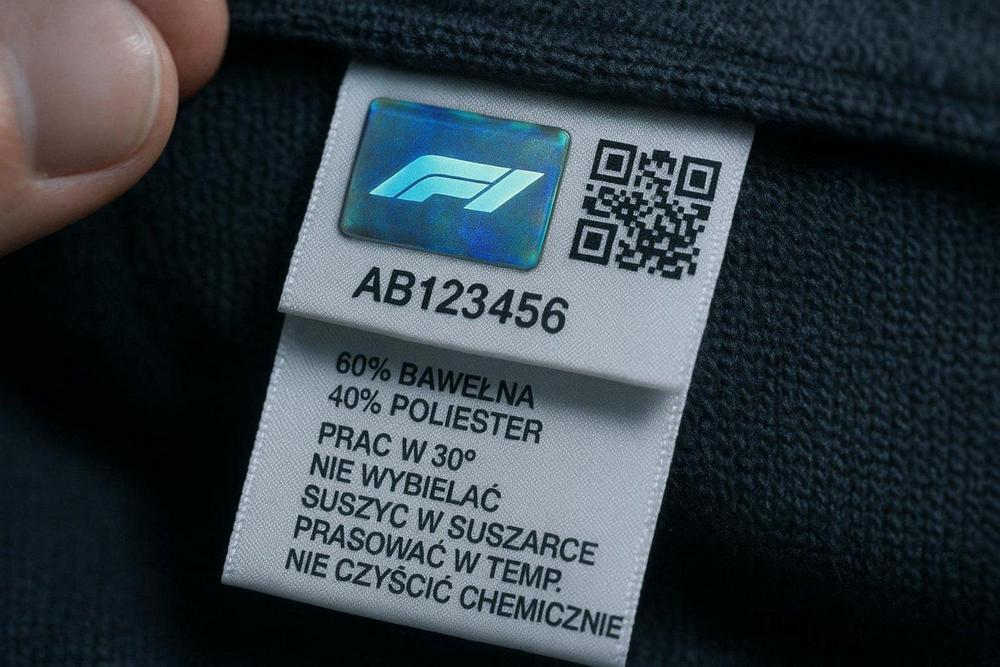 F1
AB123456
60% BAWEŁNA
40% POLIESTER
PRAC W 30°
NIE WYBIELAĆ
SUSZYC W SUSZARCE
PRASOWAĆ W TEMP.
NIE CZYŚCIĆ CHEMICZNIE